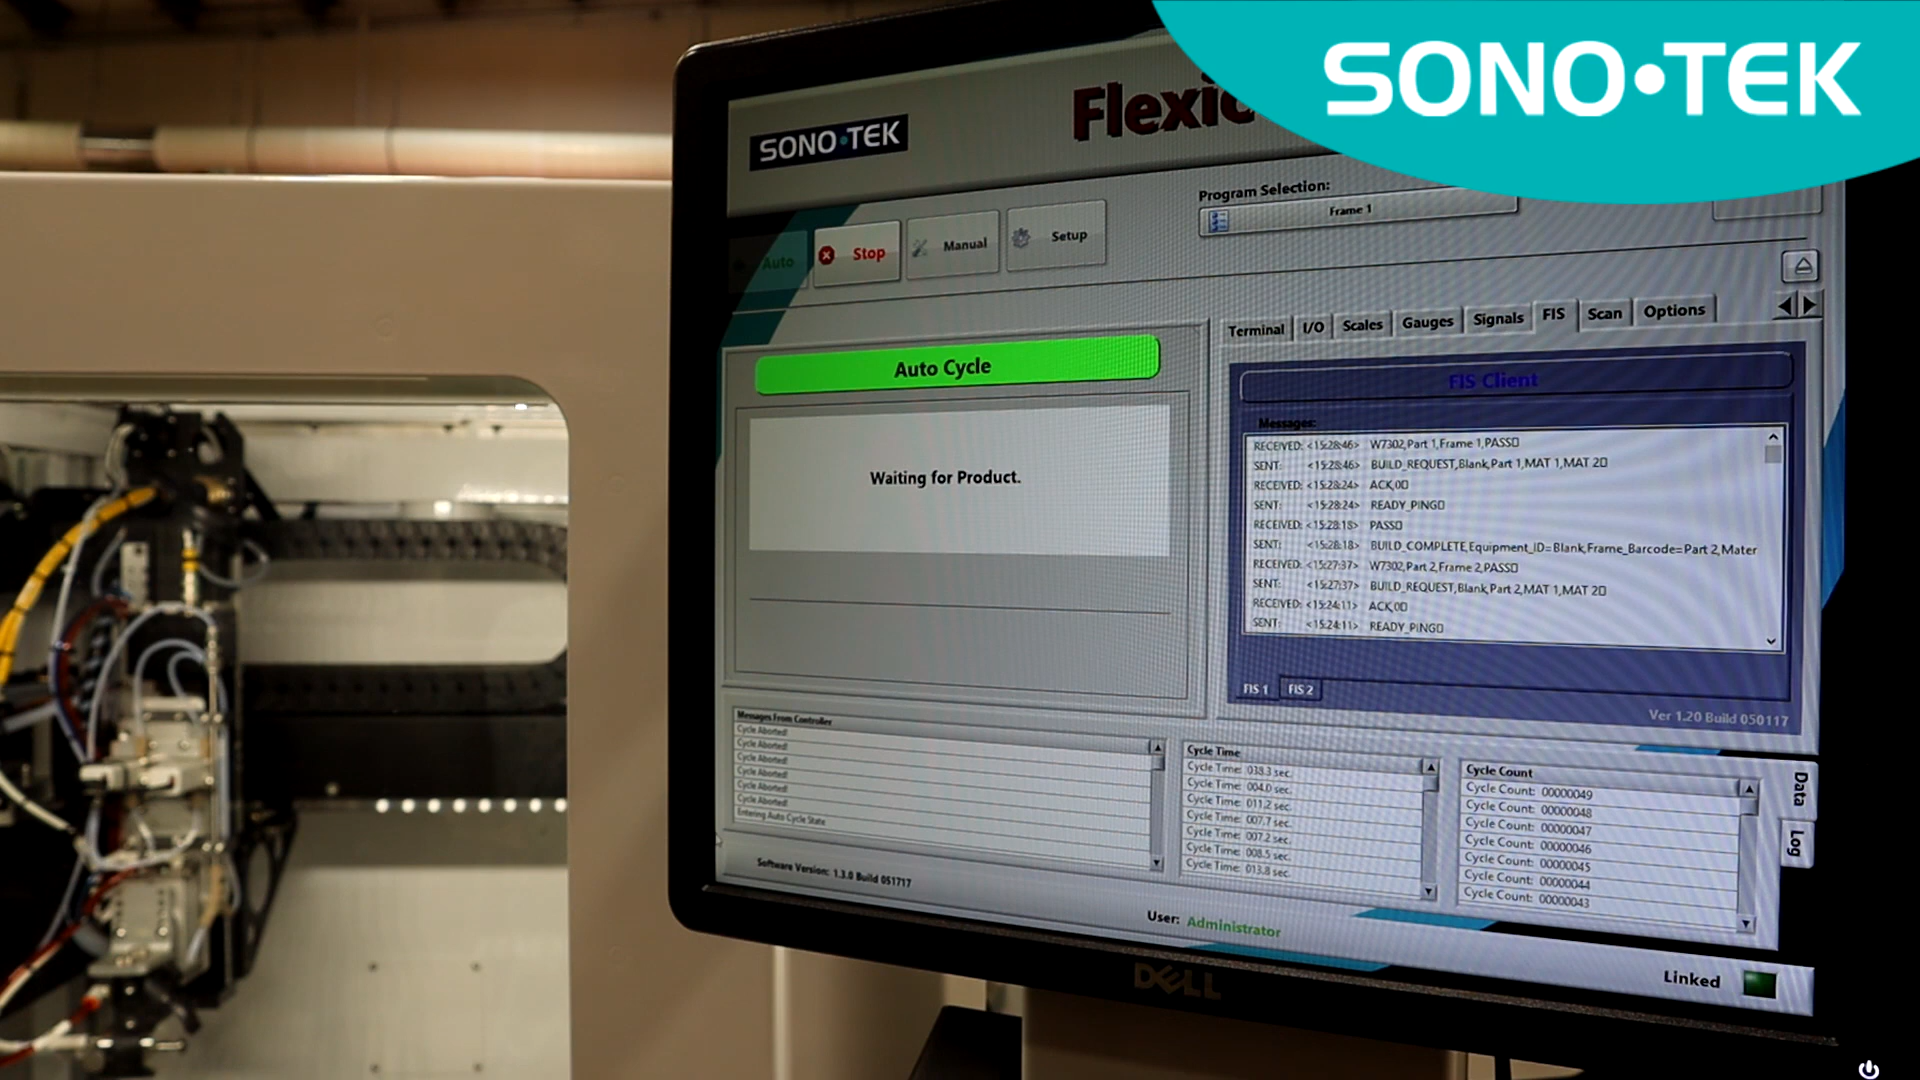 SONO•TEK
SONO•TEK
Flexic
Program Selection:
Frame 1
Auto
Stop
Manual
Setup
Terminal
I/O
Scales
Gauges
Signals
FIS
Scan
Options
Auto Cycle
Waiting for Product.
FIS Client
Messages:
RECEIVED: <15:28:46> W7302,Part 1,Frame 1,PASS▯
SENT: <15:28:46> BUILD_REQUEST,Blank,Part 1,MAT 1,MAT 2▯
RECEIVED: <15:28:24> ACK,0▯
SENT: <15:28:24> READY_PING▯
RECEIVED: <15:28:18> PASS▯
SENT: <15:28:18> BUILD_COMPLETE,Equipment_ID=Blank,Frame_Barcode=Part 2,Mater
RECEIVED: <15:27:37> W7302,Part 2,Frame 2,PASS▯
SENT: <15:27:37> BUILD_REQUEST,Blank,Part 2,MAT 1,MAT 2▯
RECEIVED: <15:24:11> ACK,0▯
SENT: <15:24:11> READY_PING▯
FIS 1
FIS 2
Ver 1.20 Build 050117
Messages From Controller
Cycle Aborted!
Cycle Aborted!
Cycle Aborted!
Cycle Aborted!
Cycle Aborted!
Cycle Aborted!
Entering Auto Cycle State
Cycle Time
Cycle Time: 038.3 sec.
Cycle Time: 004.0 sec.
Cycle Time: 011.2 sec.
Cycle Time: 007.7 sec.
Cycle Time: 007.2 sec.
Cycle Time: 008.5 sec.
Cycle Time: 013.8 sec.
Cycle Count
Cycle Count: 00000049
Cycle Count: 00000048
Cycle Count: 00000047
Cycle Count: 00000046
Cycle Count: 00000045
Cycle Count: 00000044
Cycle Count: 00000043
Data
Log
Software Version: 1.3.0 Build 051717
User: Administrator
Linked
DELL